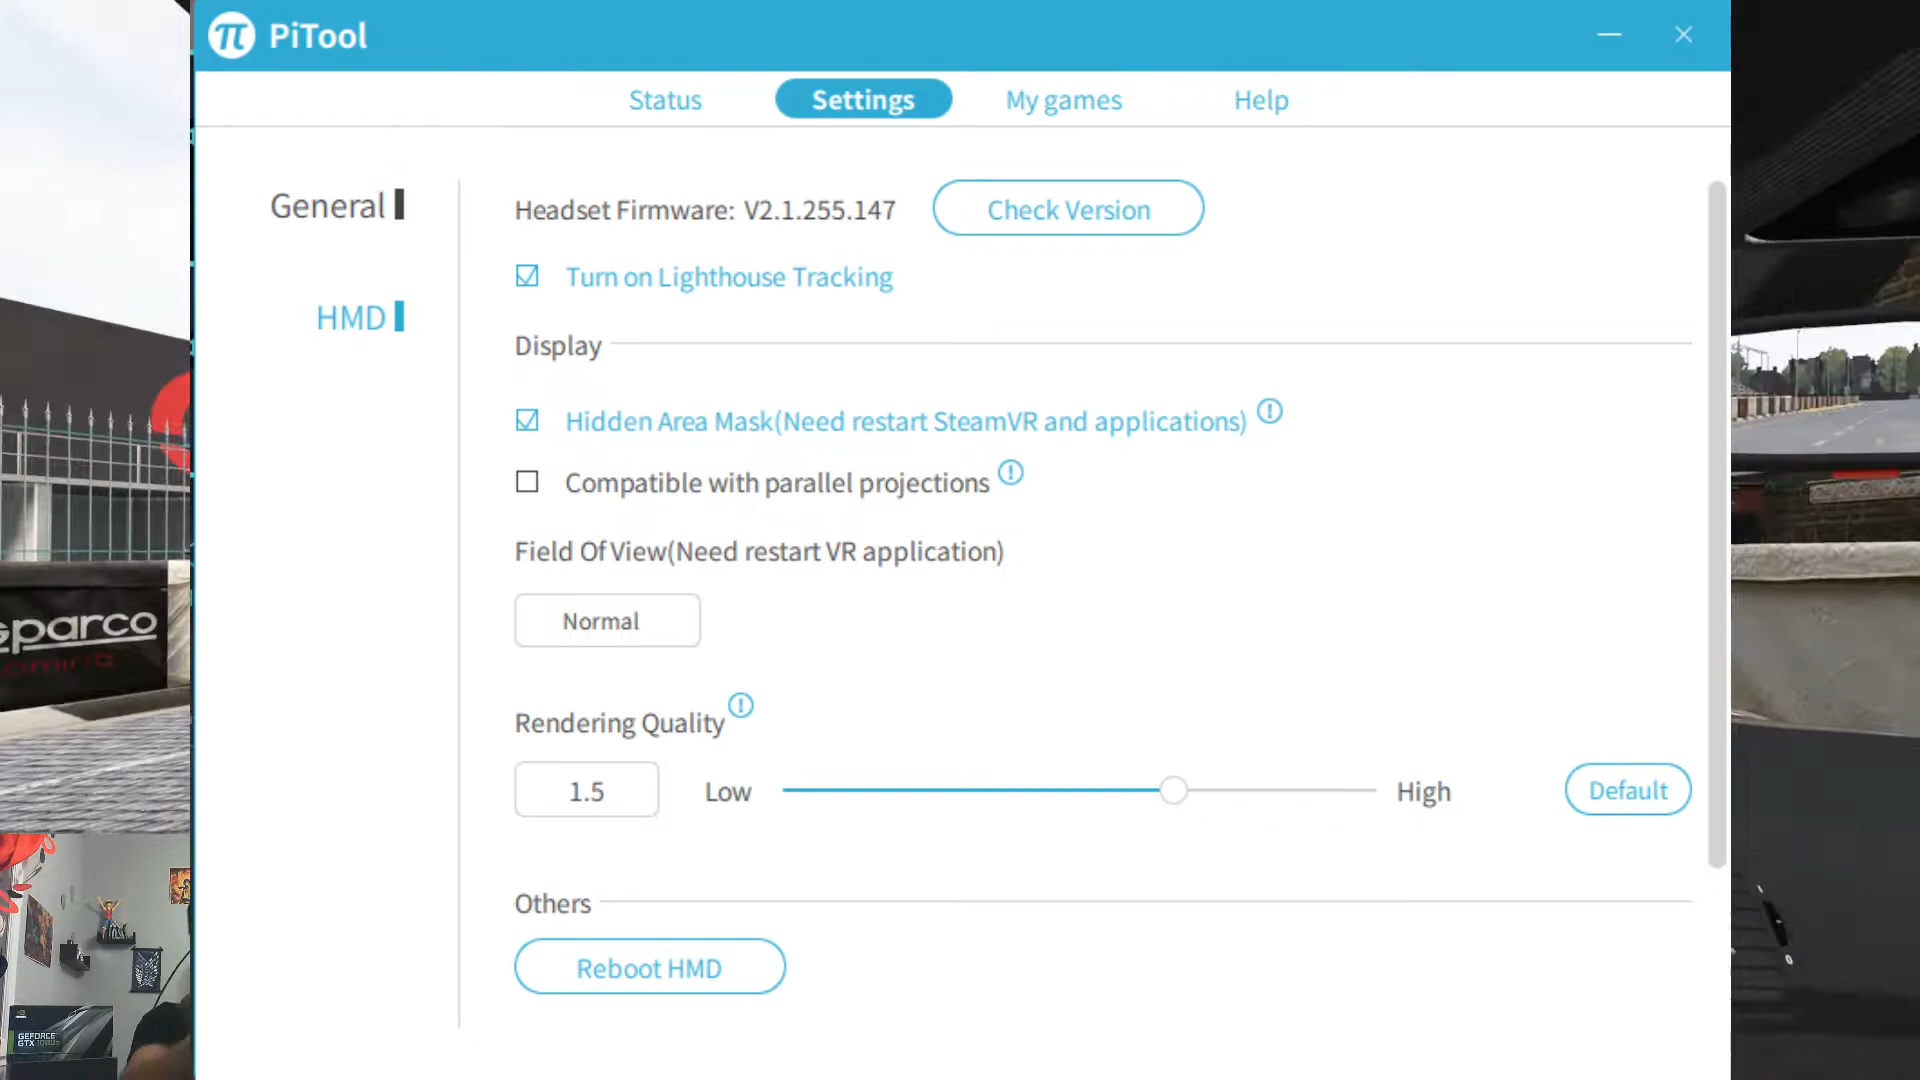 π PiTool
Status Settings My games Help
General
HMD
Headset Firmware: V2.1.255.147 Check Version
Turn on Lighthouse Tracking
Display
Hidden Area Mask(Need restart SteamVR and applications)
Compatible with parallel projections
Field Of View(Need restart VR application)
Normal
Rendering Quality
1.5 Low High Default
Others
Reboot HMD
sparco
GEFORCE